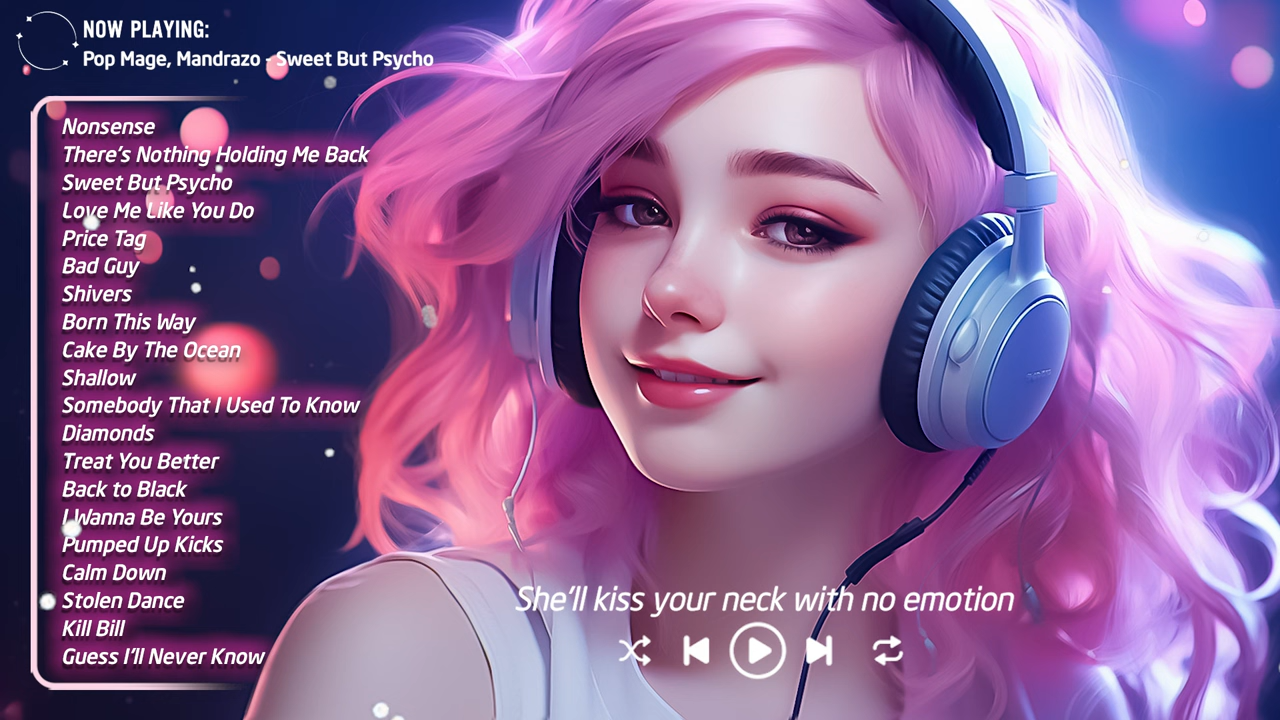 NOW PLAYING:
Pop Mage, Mandrazo - Sweet But Psycho
Nonsense
There's Nothing Holding Me Back
Sweet But Psycho
Love Me Like You Do
Price Tag
Bad Guy
Shivers
Born This Way
Cake By The Ocean
Shallow
Somebody That I Used To Know
Diamonds
Treat You Better
Back to Black
I Wanna Be Yours
Pumped Up Kicks
Calm Down
Stolen Dance
Kill Bill
Guess I'll Never Know
She'll kiss your neck with no emotion